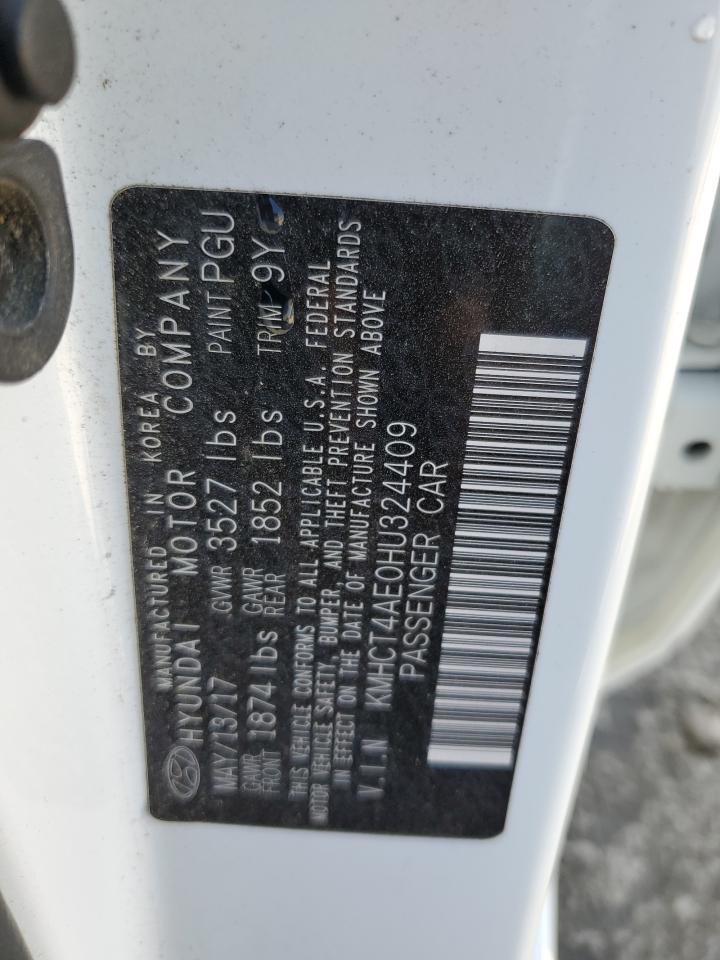 MANUFACTURED IN KOREA BY
HYUNDAI MOTOR COMPANY
MAY/13/17 GVWR 3527 lbs PAINT PGU
GAWR FRONT 1874 lbs GAWR REAR 1852 lbs TRIM 9Y
THIS VEHICLE CONFORMS TO ALL APPLICABLE U.S.A. FEDERAL
MOTOR VEHICLE SAFETY, BUMPER, AND THEFT PREVENTION STANDARDS
IN EFFECT ON THE DATE OF MANUFACTURE SHOWN ABOVE
V.I.N KMHCT4AE0HU324409
PASSENGER CAR